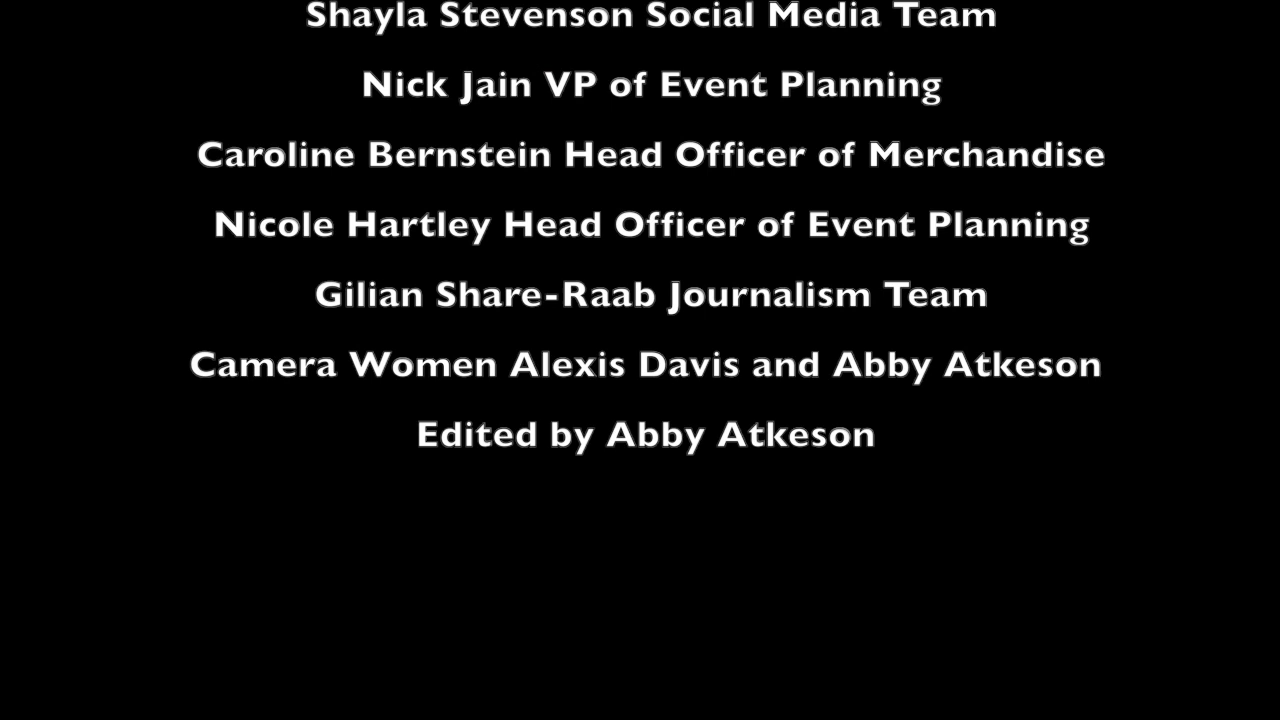 Shayla Stevenson Social Media Team
Nick Jain VP of Event Planning
Caroline Bernstein Head Officer of Merchandise
Nicole Hartley Head Officer of Event Planning
Gilian Share-Raab Journalism Team
Camera Women Alexis Davis and Abby Atkeson
Edited by Abby Atkeson